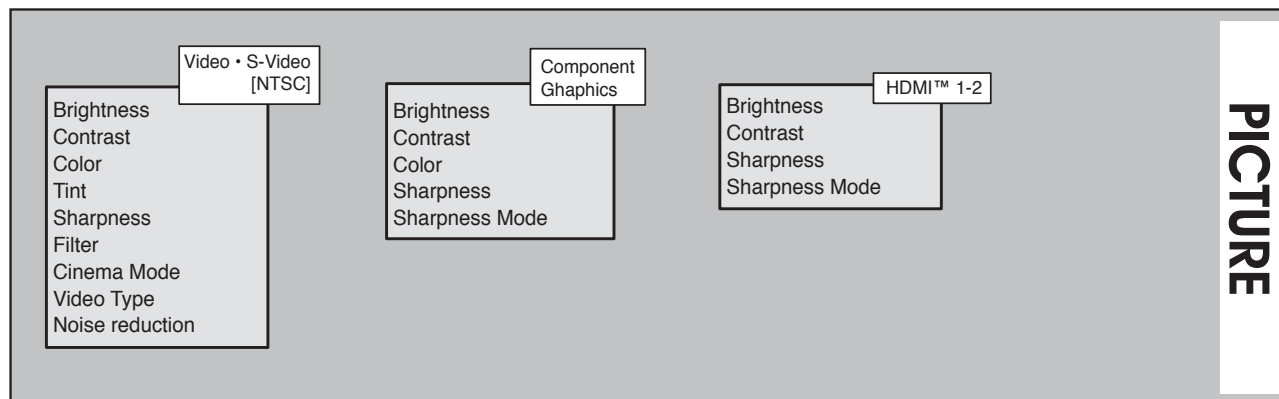 Video • S-Video
[NTSC]
Brightness
Contrast
Color
Tint
Sharpness
Filter
Cinema Mode
Video Type
Noise reduction
Component
Ghaphics
Brightness
Contrast
Color
Sharpness
Sharpness Mode
HDMI™ 1-2
Brightness
Contrast
Sharpness
Sharpness Mode
PICTURE